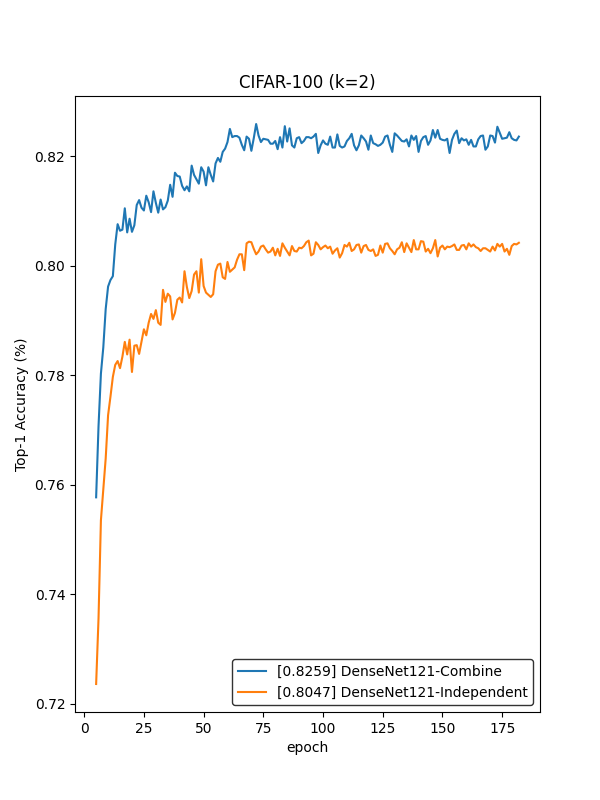 CIFAR-100 (k=2)
Top-1 Accuracy (%)
0.82
0.80
0.78
0.76
0.74
0.72
[0.8259] DenseNet121-Combine
[0.8047] DenseNet121-Independent
0 25 50 75 100 125 150 175
epoch